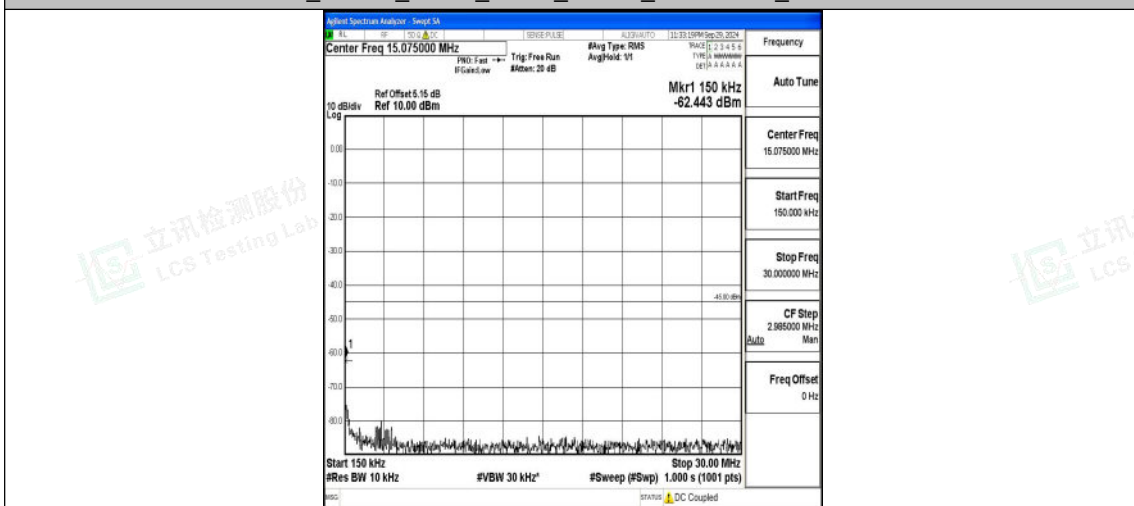 Agilent Spectrum Analyzer - Swept SA
RL RF 50 Ω DC SENSE:PULSE ALIGNAUTO 11:33:19PM Sep 29, 2024
Center Freq 15.075000 MHz
PNO: Fast
IFGain:Low
Trig: Free Run
#Atten: 20 dB
#Avg Type: RMS
Avg|Hold: 1/1
TRACE 1 2 3 4 5 6
TYPE A
DET A A A A A A
Frequency
Auto Tune
Mkr1 150 kHz
-62.443 dBm
Ref Offset 6.15 dB
10 dB/div Ref 10.00 dBm
Log
0.00
-10.0
-20.0
-30.0
-40.0
-45.00 dBm
-50.0
-60.0
-70.0
-80.0
1
Start 150 kHz
Stop 30.00 MHz
#Res BW 10 kHz
#VBW 30 kHz*
#Sweep (#Swp) 1.000 s (1001 pts)
Center Freq
15.075000 MHz
Start Freq
150.000 kHz
Stop Freq
30.000000 MHz
CF Step
2.985000 MHz
Auto Man
Freq Offset
0 Hz
MSG
STATUS DC Coupled
立讯检测股份
LCS Testing Lab
立讯
LCS